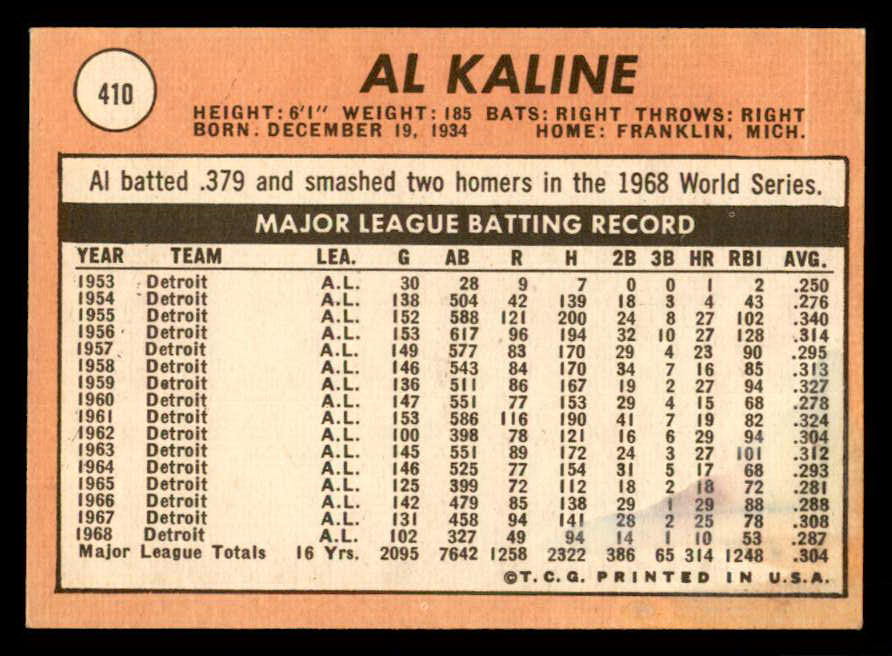 410
AL KALINE
HEIGHT: 6'1" WEIGHT: 185 BATS: RIGHT THROWS: RIGHT
BORN: DECEMBER 19, 1934 HOME: FRANKLIN, MICH.
Al batted .379 and smashed two homers in the 1968 World Series.
MAJOR LEAGUE BATTING RECORD
YEAR TEAM LEA. G AB R H 2B 3B HR RBI AVG.
1953 Detroit A.L. 30 28 9 7 0 0 1 2 .250
1954 Detroit A.L. 138 504 42 139 18 3 4 43 .276
1955 Detroit A.L. 152 588 121 200 24 8 27 102 .340
1956 Detroit A.L. 153 617 96 194 32 10 27 128 .314
1957 Detroit A.L. 149 577 83 170 29 4 23 90 .295
1958 Detroit A.L. 146 543 84 170 34 7 16 85 .313
1959 Detroit A.L. 136 511 86 167 19 2 27 94 .327
1960 Detroit A.L. 147 551 77 153 29 4 15 68 .278
1961 Detroit A.L. 153 586 116 190 41 7 19 82 .324
1962 Detroit A.L. 100 398 78 121 16 6 29 94 .304
1963 Detroit A.L. 145 551 89 172 24 3 27 101 .312
1964 Detroit A.L. 146 525 77 154 31 5 17 68 .293
1965 Detroit A.L. 125 399 72 112 18 2 18 72 .281
1966 Detroit A.L. 142 479 85 138 29 1 29 88 .288
1967 Detroit A.L. 131 458 94 141 28 2 25 78 .308
1968 Detroit A.L. 102 327 49 94 14 1 10 53 .287
Major League Totals 16 Yrs. 2095 7642 1258 2322 386 65 314 1248 .304
©T.C.G. PRINTED IN U.S.A.